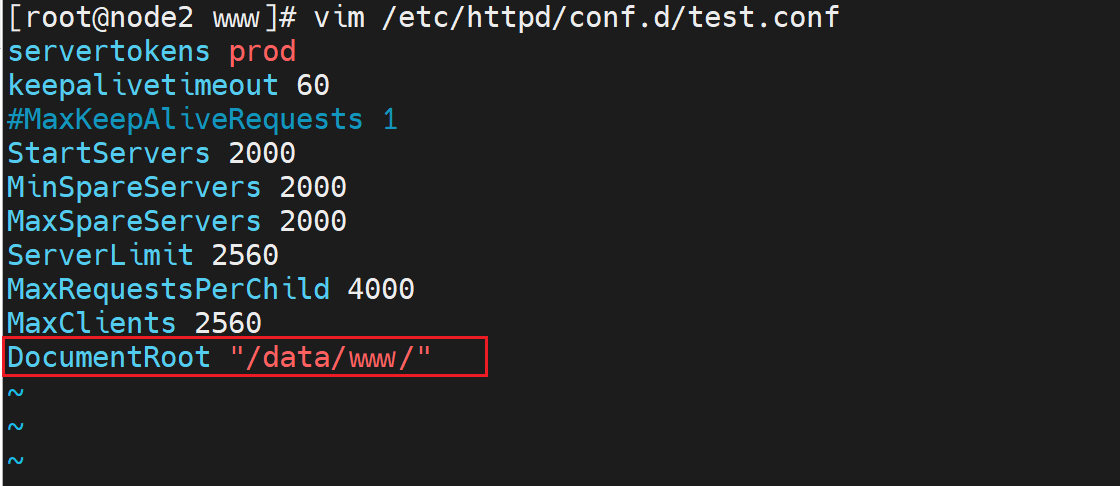 [root@node2 www]# vim /etc/httpd/conf.d/test.conf
servertokens prod
keepalivetimeout 60
#MaxKeepAliveRequests 1
StartServers 2000
MinSpareServers 2000
MaxSpareServers 2000
ServerLimit 2560
MaxRequestsPerChild 4000
MaxClients 2560
DocumentRoot "/data/www/"
~
~
~